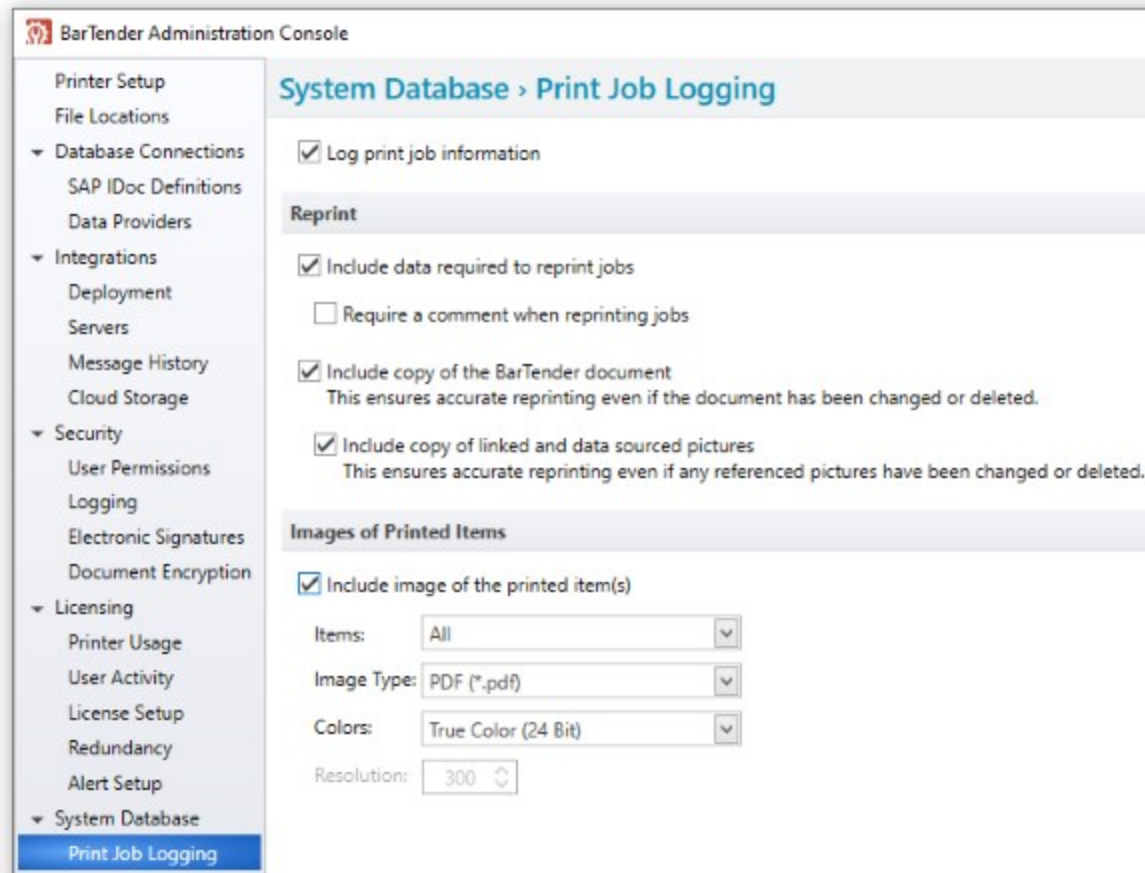 BarTender Administration Console
Printer Setup
File Locations
Database Connections
SAP IDoc Definitions
Data Providers
Integrations
Deployment
Servers
Message History
Cloud Storage
Security
User Permissions
Logging
Electronic Signatures
Document Encryption
Licensing
Printer Usage
User Activity
License Setup
Redundancy
Alert Setup
System Database
Print Job Logging
System Database › Print Job Logging
Log print job information
Reprint
Include data required to reprint jobs
Require a comment when reprinting jobs
Include copy of the BarTender document
This ensures accurate reprinting even if the document has been changed or deleted.
Include copy of linked and data sourced pictures
This ensures accurate reprinting even if any referenced pictures have been changed or deleted.
Images of Printed Items
Include image of the printed item(s)
Items: All
Image Type: PDF (*.pdf)
Colors: True Color (24 Bit)
Resolution: 300